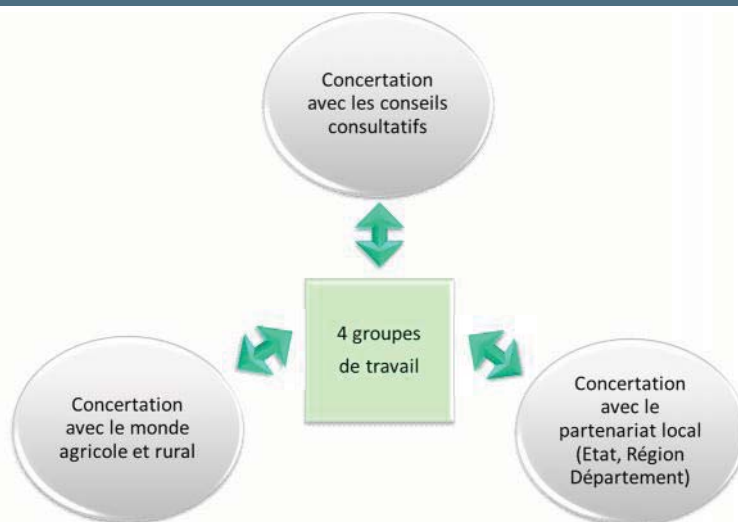 Concertation
avec les conseils
consultatifs
4 groupes
de travail
Concertation
avec le monde
agricole et rural
Concertation
avec le
partenariat local
(Etat, Région
Département)